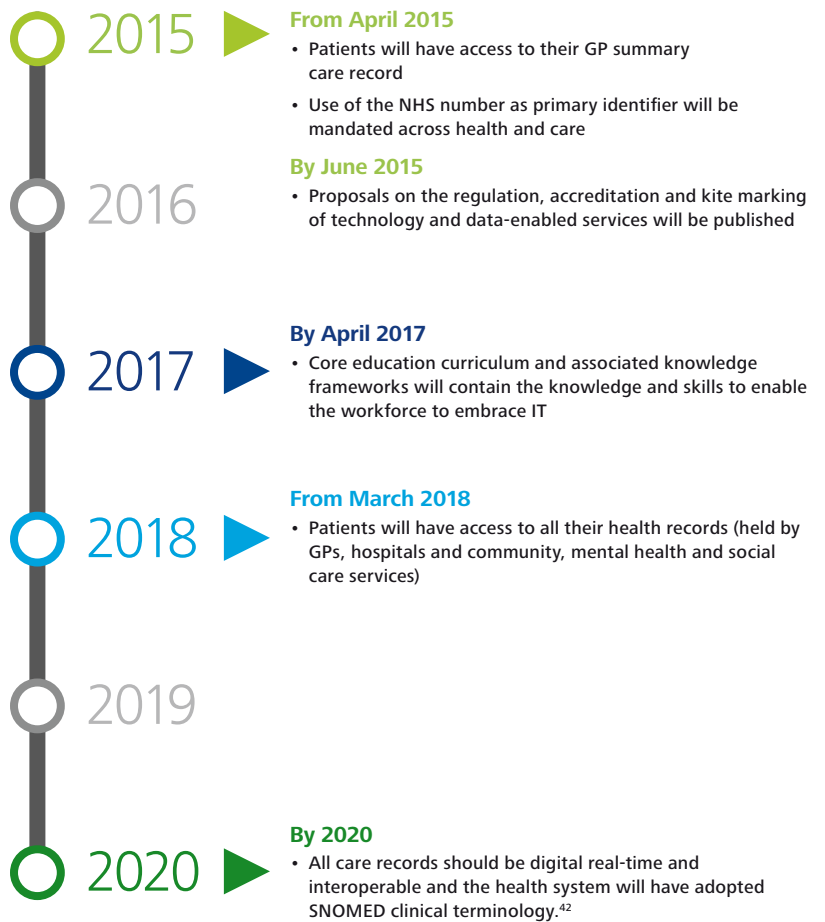 2015
From April 2015
• Patients will have access to their GP summary
care record
• Use of the NHS number as primary identifier will be
mandated across health and care
By June 2015
• Proposals on the regulation, accreditation and kite marking
of technology and data-enabled services will be published
2016
By April 2017
2017
• Core education curriculum and associated knowledge
frameworks will contain the knowledge and skills to enable
the workforce to embrace IT
From March 2018
2018
• Patients will have access to all their health records (held by
GPs, hospitals and community, mental health and social
care services)
2019
By 2020
2020
• All care records should be digital real-time and
interoperable and the health system will have adopted
SNOMED clinical terminology.42